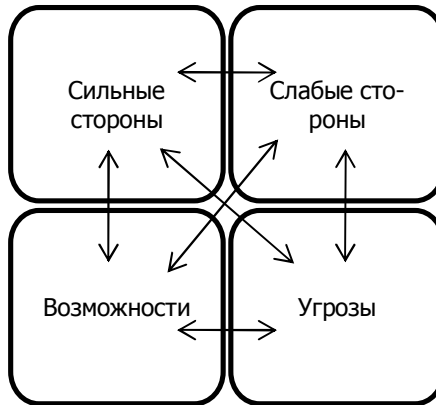 Сильные
стороны
Слабые сто-
роны
Возможности
Угрозы